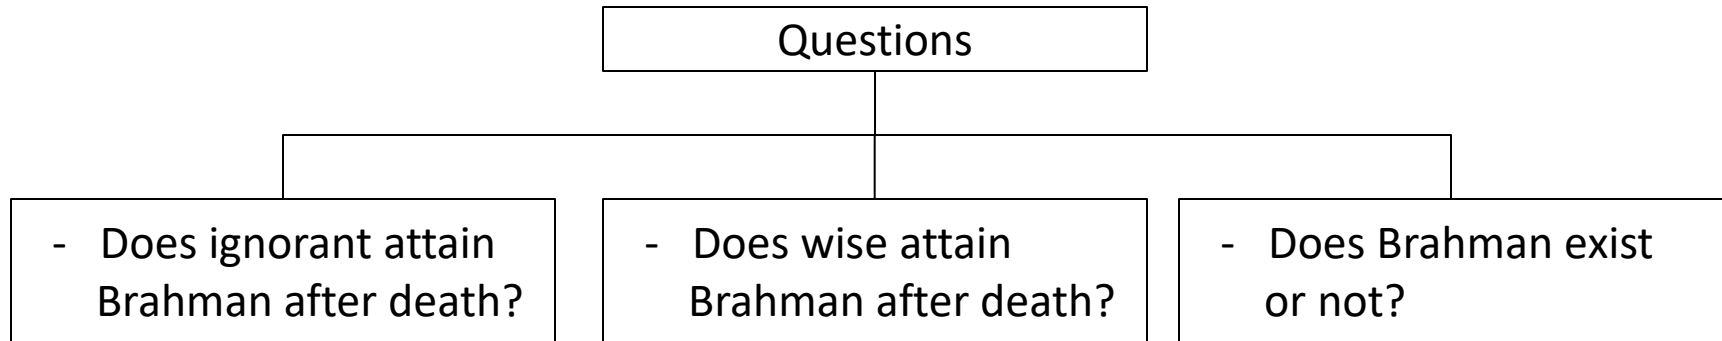 Questions
- Does ignorant attain
Brahman after death?
- Does wise attain
Brahman after death?
- Does Brahman exist
or not?